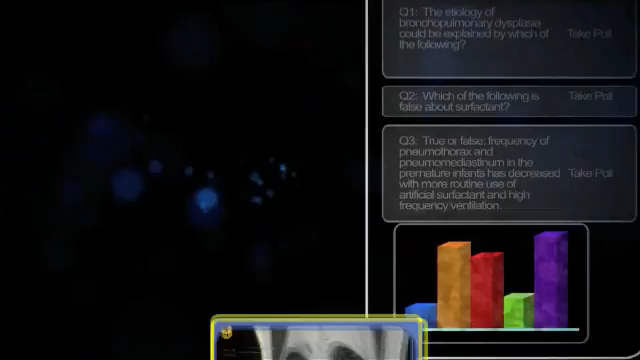 Q1: The etiology of
bronchopulmonary dysplasia
could be explained by which of
the following?
Take Poll
Q2: Which of the following is
false about surfactant?
Take Poll
Q3: True or false: frequency of
pneumothorax and
pneumomediastinum in the
premature infants has decreased
with more routine use of
artificial surfactant and high
frequency ventilation.
Take Poll